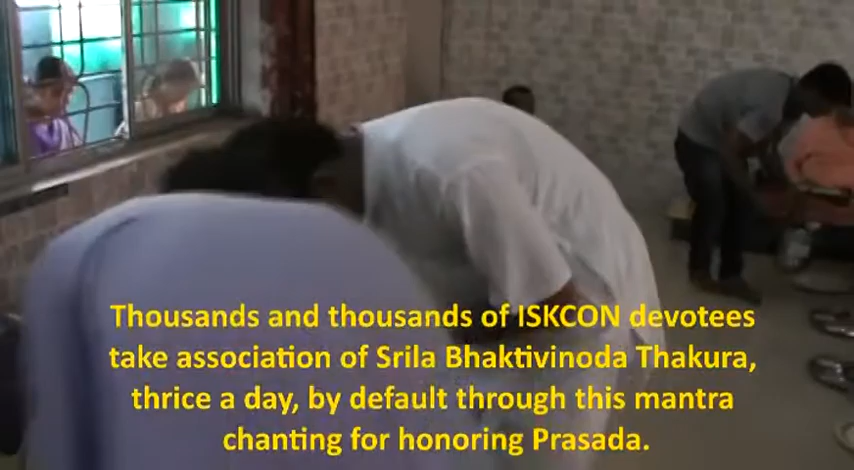 Thousands and thousands of ISKCON devotees
take association of Srila Bhaktivinoda Thakura,
thrice a day, by default through this mantra
chanting for honoring Prasada.